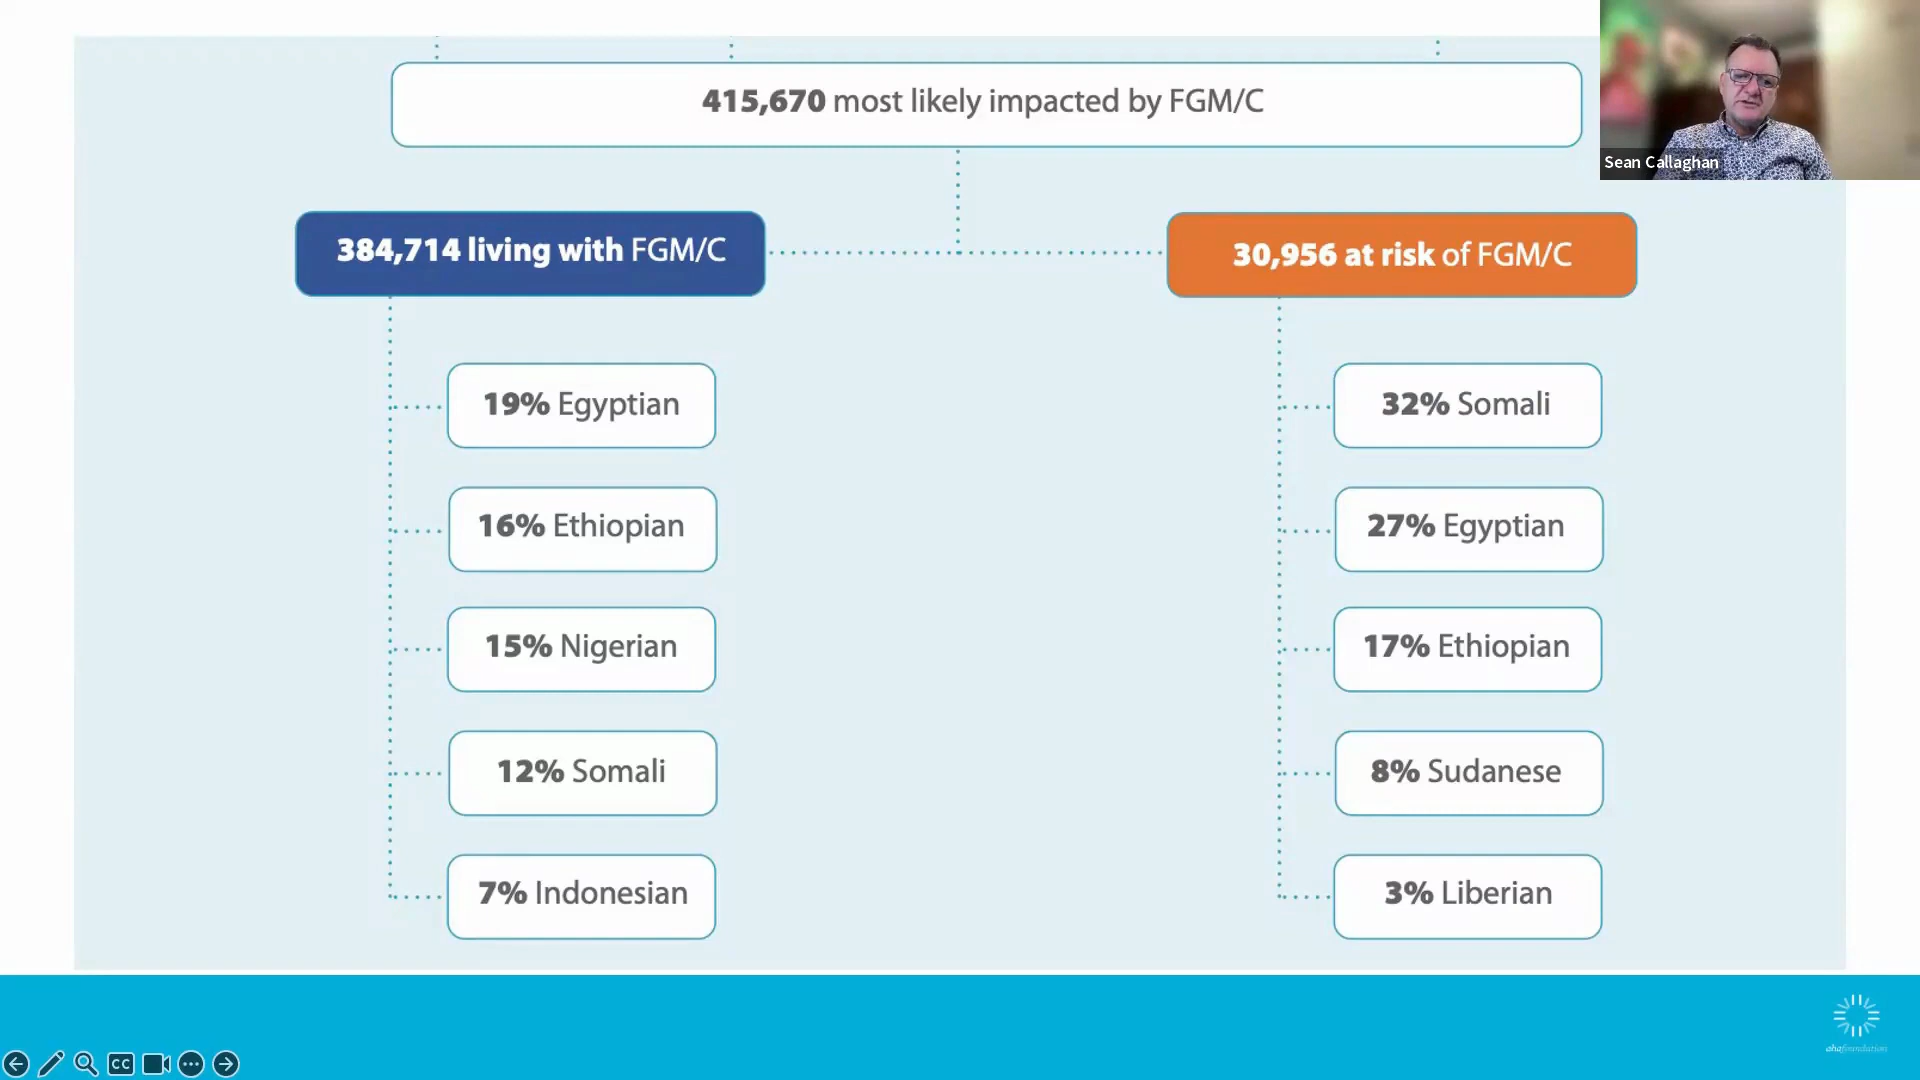 415,670 most likely impacted by FGM/C
Sean Callaghan
384,714 living with FGM/C
30,956 at risk of FGM/C
19% Egyptian
32% Somali
16% Ethiopian
27% Egyptian
15% Nigerian
17% Ethiopian
12% Somali
8% Sudanese
7% Indonesian
3% Liberian
ahafoundation
CC